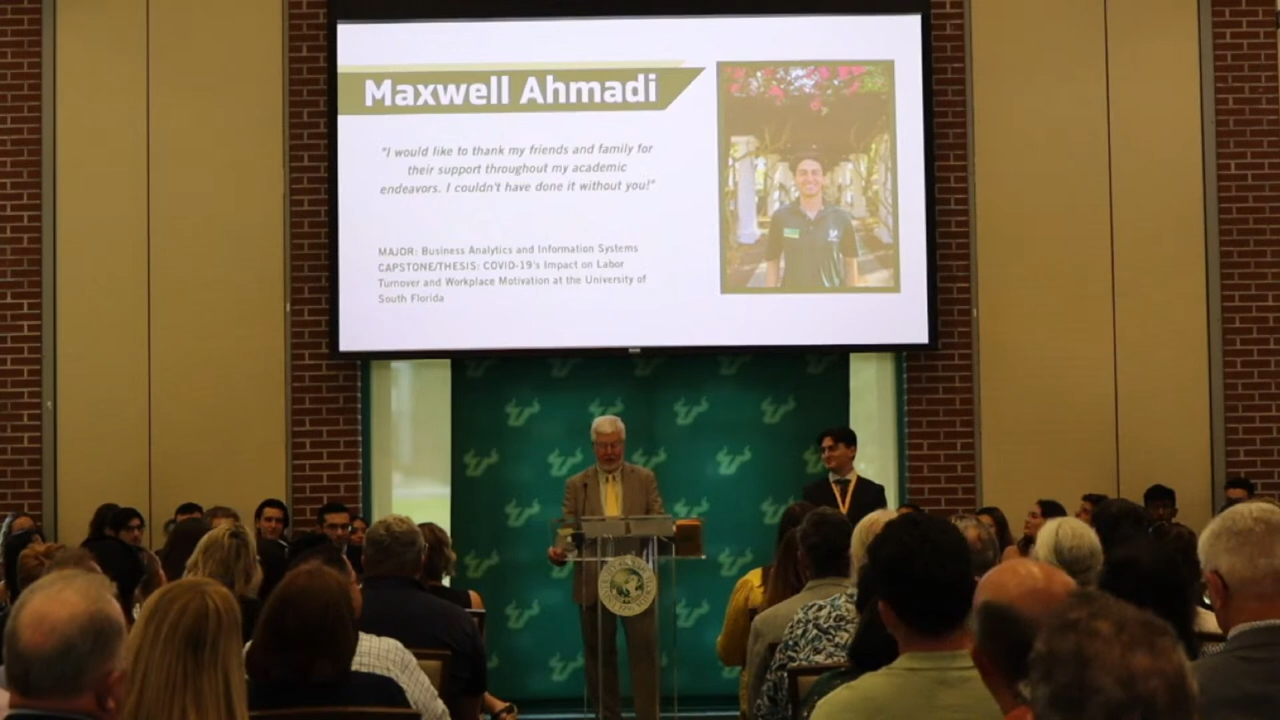 Maxwell Ahmadi
"I would like to thank my friends and family for
their support throughout my academic
endeavors. I couldn't have done it without you!"
MAJOR: Business Analytics and Information Systems
CAPSTONE/THESIS: COVID-19's Impact on Labor
Turnover and Workplace Motivation at the University of
South Florida